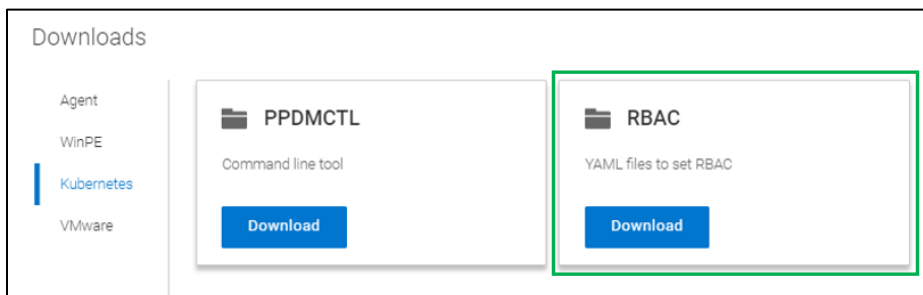 Downloads
Agent
WinPE
Kubernetes
VMware
PPDMCTL
Command line tool
Download
RBAC
YAML files to set RBAC
Download